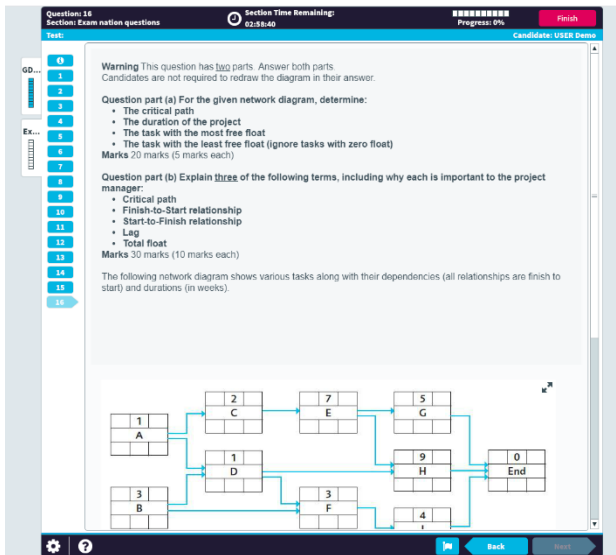 Question: 16
Section: Exam nation questions
Section Time Remaining:
02:58:40
Progress: 0%
Finish
Test:
Candidate: USER Demo
GD...
Ex...
1
2
3
4
5
6
7
8
9
10
11
12
13
14
15
16
Warning This question has two parts. Answer both parts.
Candidates are not required to redraw the diagram in their answer.
Question part (a) For the given network diagram, determine:
• The critical path
• The duration of the project
• The task with the most free float
• The task with the least free float (ignore tasks with zero float)
Marks 20 marks (5 marks each)
Question part (b) Explain three of the following terms, including why each is important to the project
manager:
• Critical path
• Finish-to-Start relationship
• Start-to-Finish relationship
• Lag
• Total float
Marks 30 marks (10 marks each)
The following network diagram shows various tasks along with their dependencies (all relationships are finish to
start) and durations (in weeks).
2
C
7
E
5
G
1
A
1
D
9
H
0
End
3
B
3
F
4
Back
Next